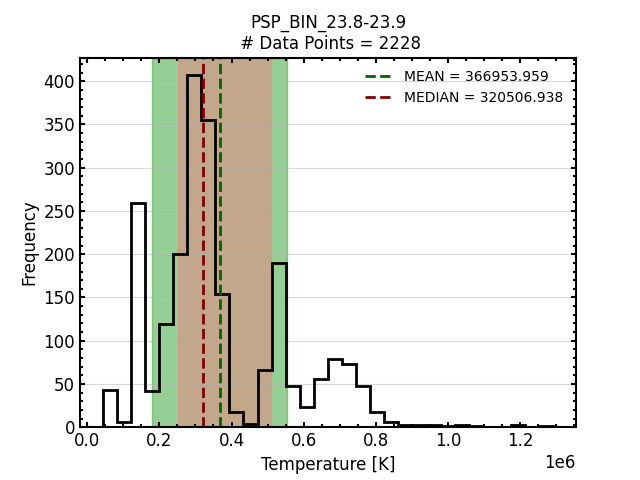 PSP_BIN_23.8-23.9
# Data Points = 2228
MEAN = 366953.959
MEDIAN = 320506.938
400
350
300
250
200
150
100
50
0
Frequency
0.0 0.2 0.4 0.6 0.8 1.0 1.2
1e6
Temperature [K]